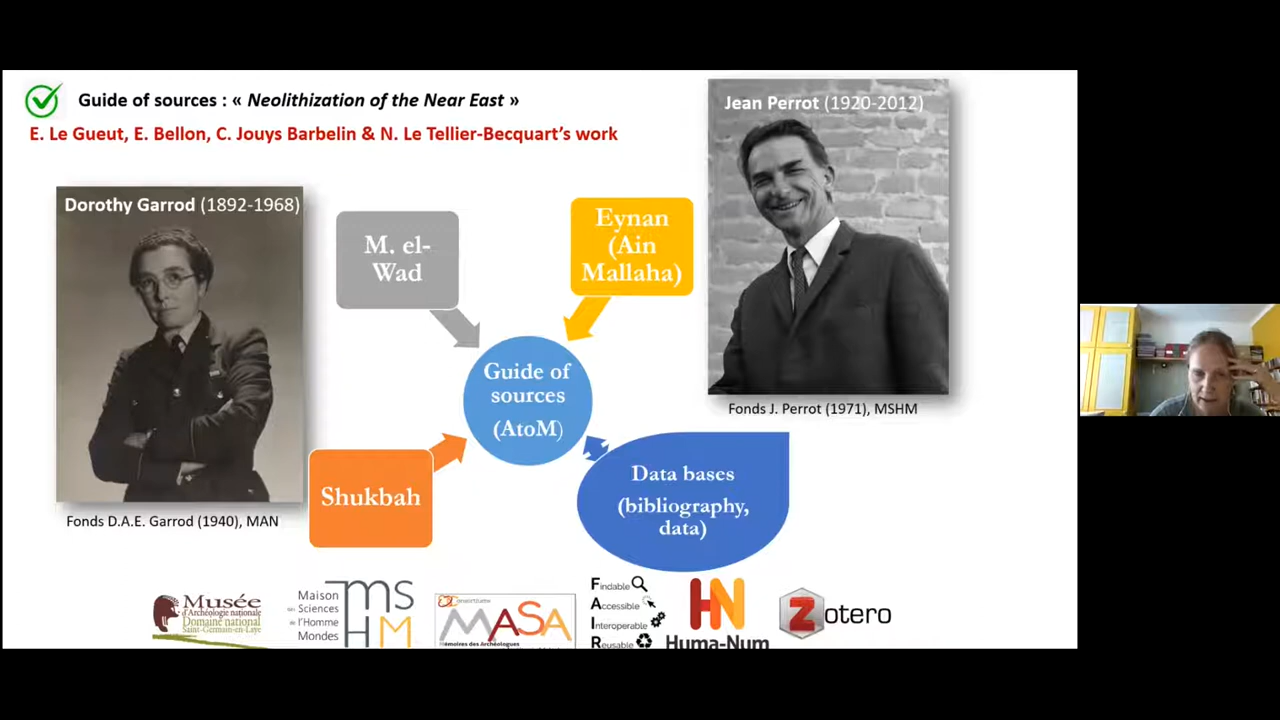 Guide of sources : « Neolithization of the Near East »
E. Le Gueut, E. Bellon, C. Jouys Barbelin & N. Le Tellier-Becquart’s work
Dorothy Garrod (1892-1968)
Fonds D.A.E. Garrod (1940), MAN
M. el-
Wad
Eynan
(Ain
Mallaha)
Jean Perrot (1920-2012)
Fonds J. Perrot (1971), MSHM
Guide of
sources
(AtoM)
Shukbah
Data bases
(bibliography,
data)
Musée
d'Archéologie nationale
Domaine national
Saint-Germain-en-Laye
Maison
des Sciences
de l'Homme
Mondes
ms
HM
MASA
Mémoires des Archéologues
Findable
Accessible
Interoperable
Reusable
HN
Huma-Num
Zotero